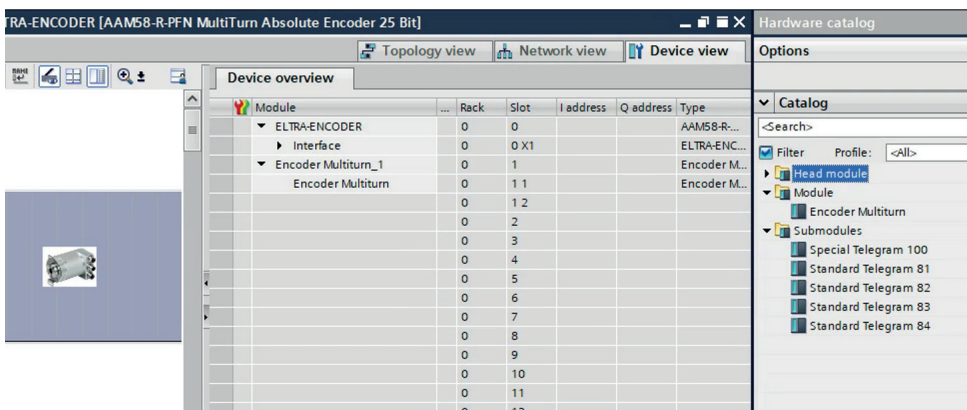 TRA-ENCODER [AAM58-R-PFN MultiTurn Absolute Encoder 25 Bit]
Hardware catalog
Topology view
Network view
Device view
Options
Device overview
Module ... Rack Slot I address Q address Type
ELTRA-ENCODER 0 0 AAM58-R-...
Interface 0 0 X1 ELTRA-ENC...
Encoder Multiturn_1 0 1 Encoder M...
Encoder Multiturn 0 1 1 Encoder M...
0 1 2
0 2
0 3
0 4
0 5
0 6
0 7
0 8
0 9
0 10
0 11
Catalog
<Search>
Filter Profile: <All>
Head module
Module
Encoder Multiturn
Submodules
Special Telegram 100
Standard Telegram 81
Standard Telegram 82
Standard Telegram 83
Standard Telegram 84